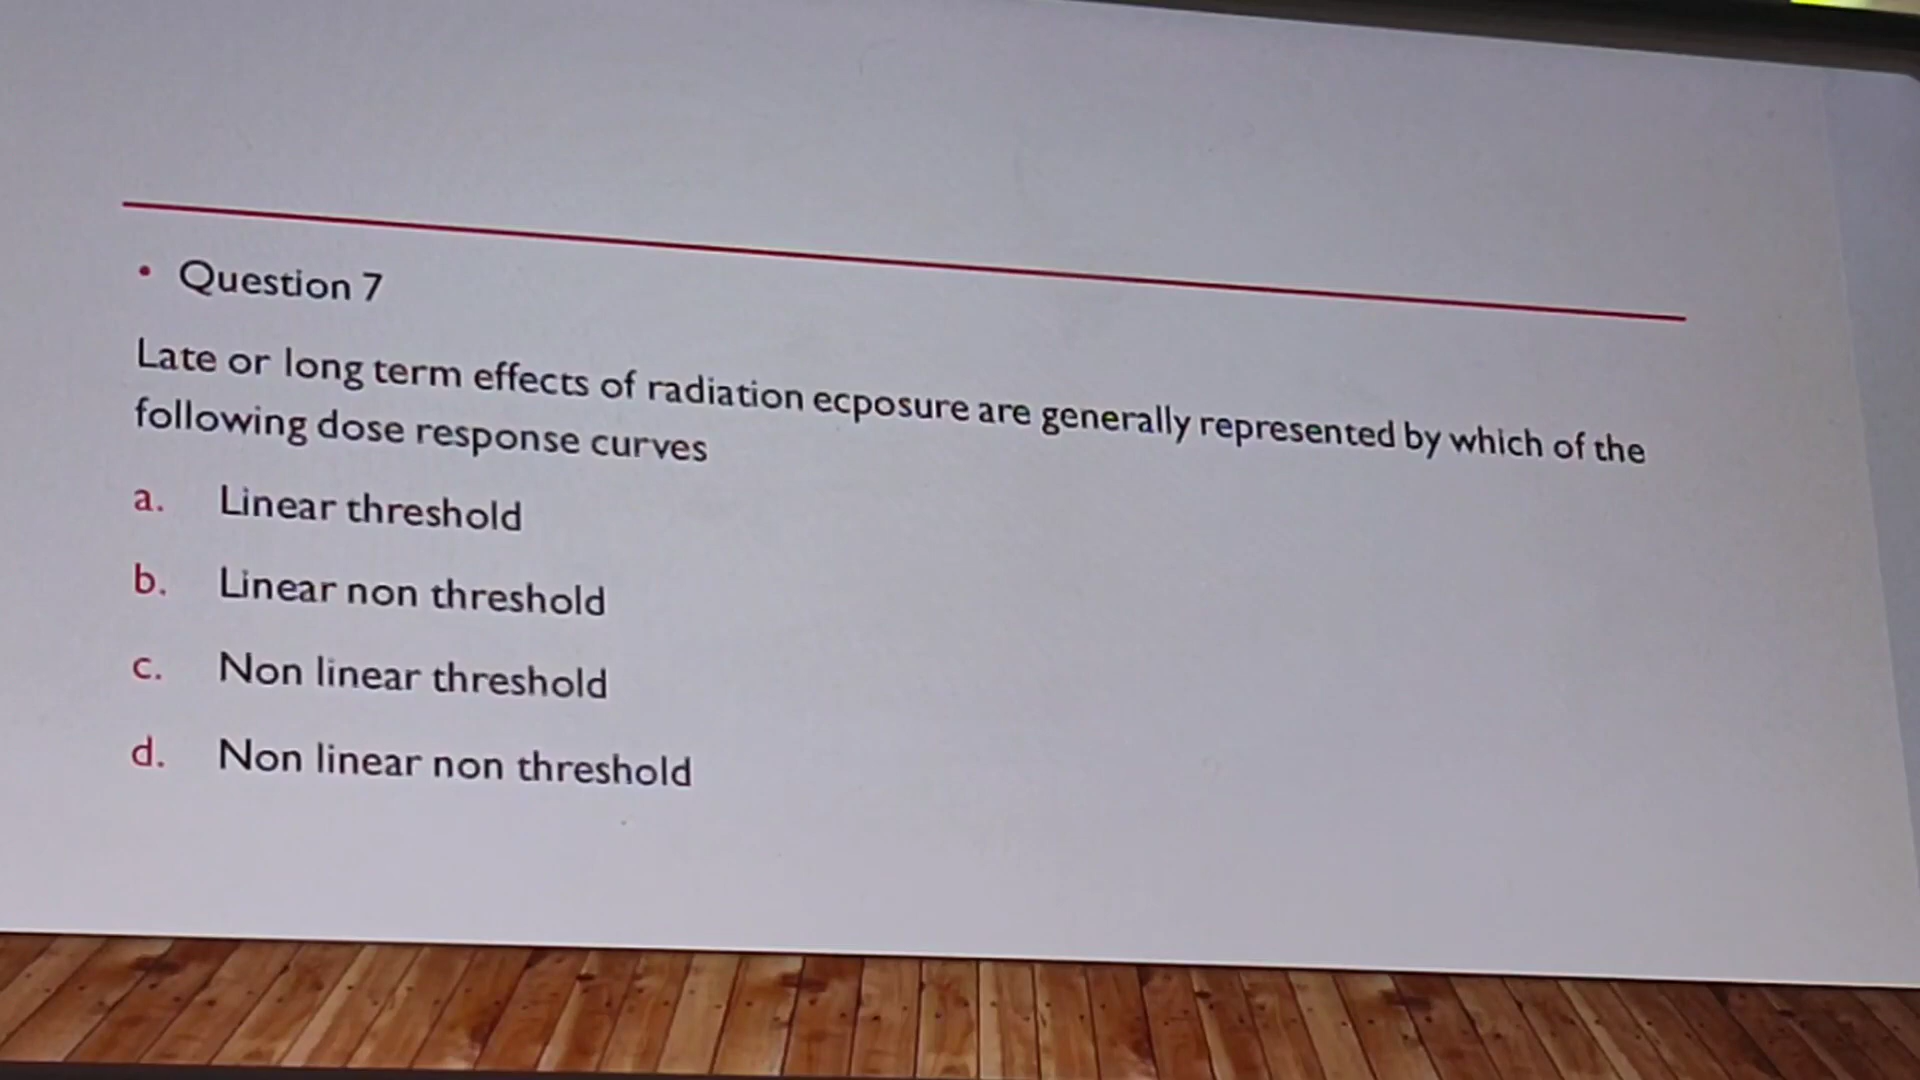 • Question 7
Late or long term effects of radiation ecposure are generally represented by which of the
following dose response curves
a. Linear threshold
b. Linear non threshold
c. Non linear threshold
d. Non linear non threshold